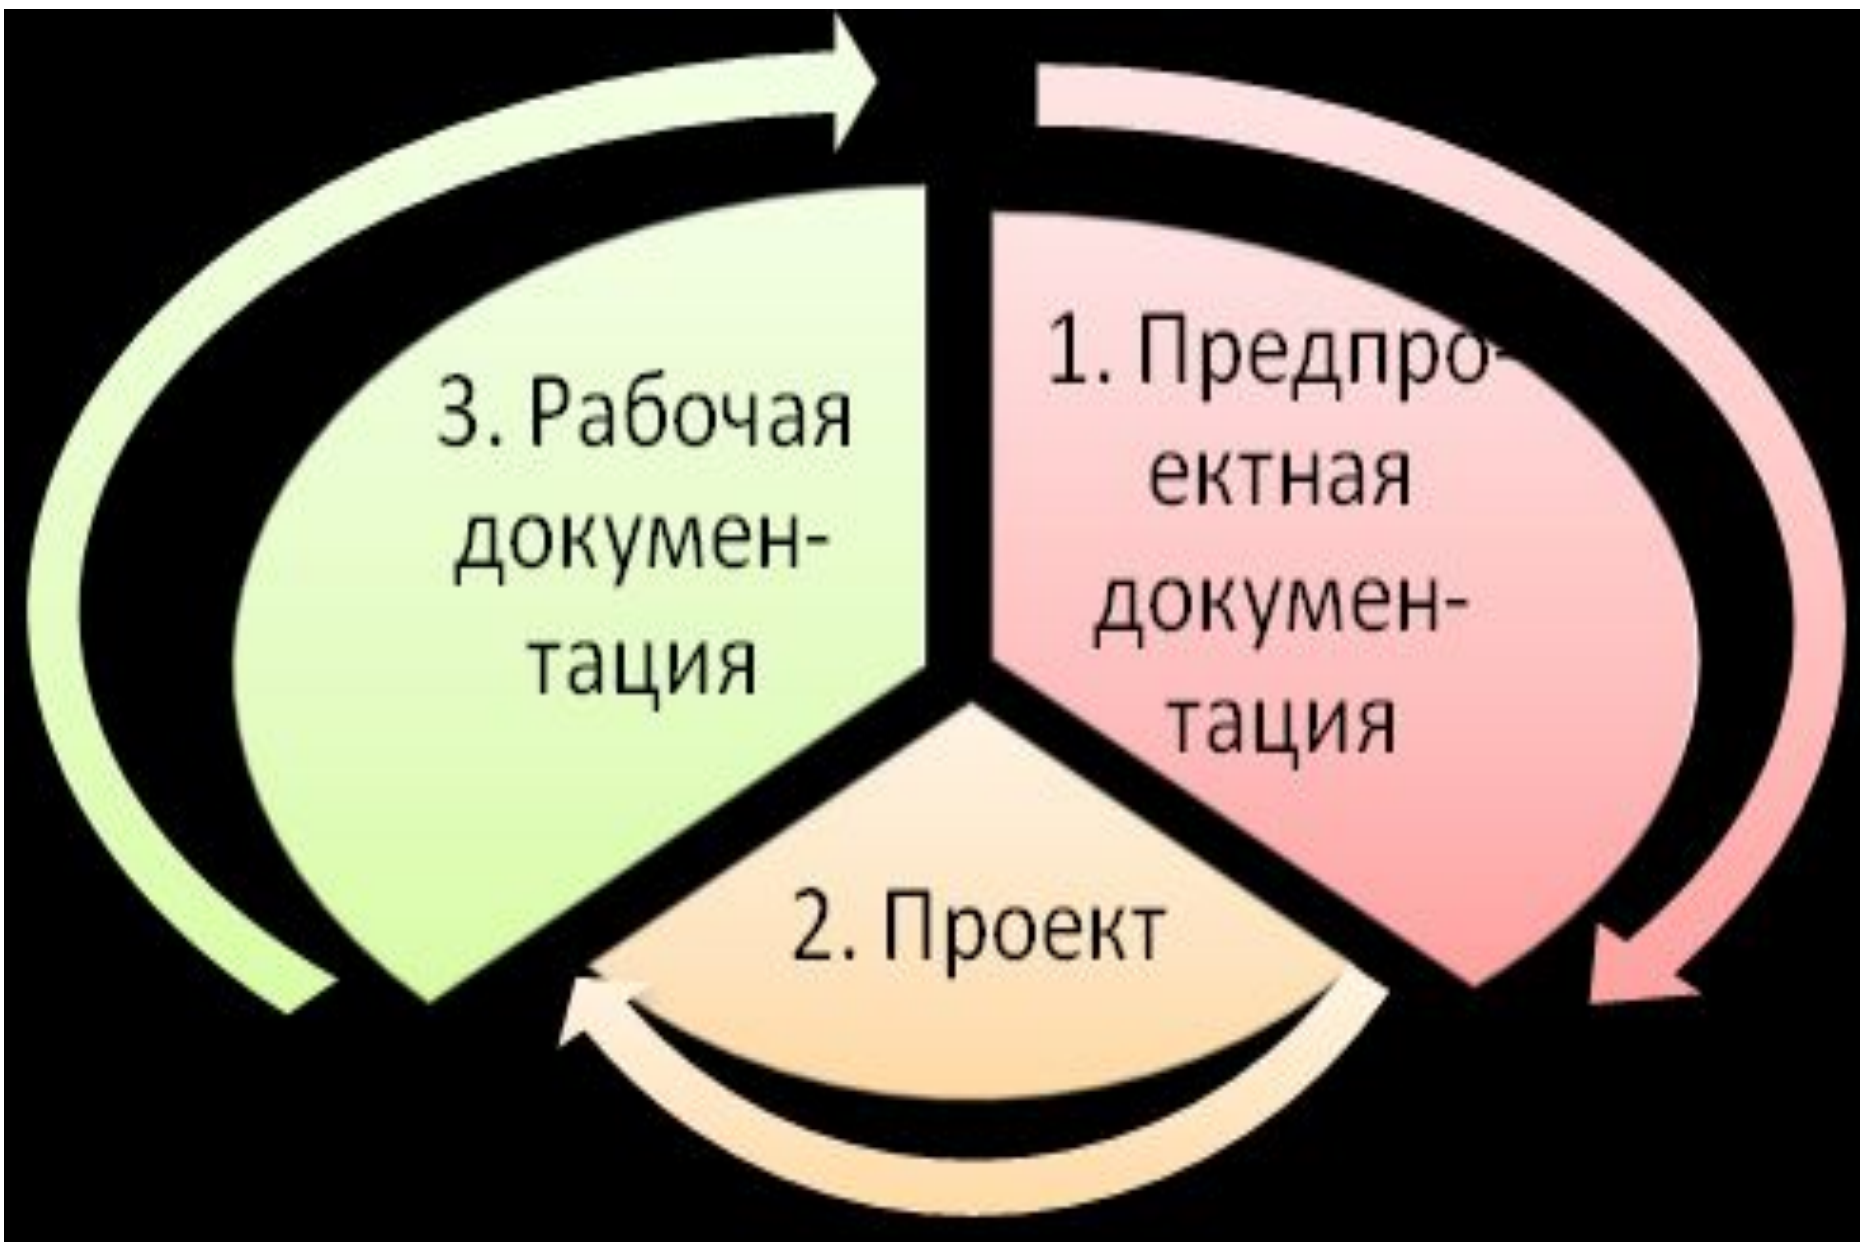 1. Предпро-
ектная
докумен-
тация
2. Проект
3. Рабочая
докумен-
тация